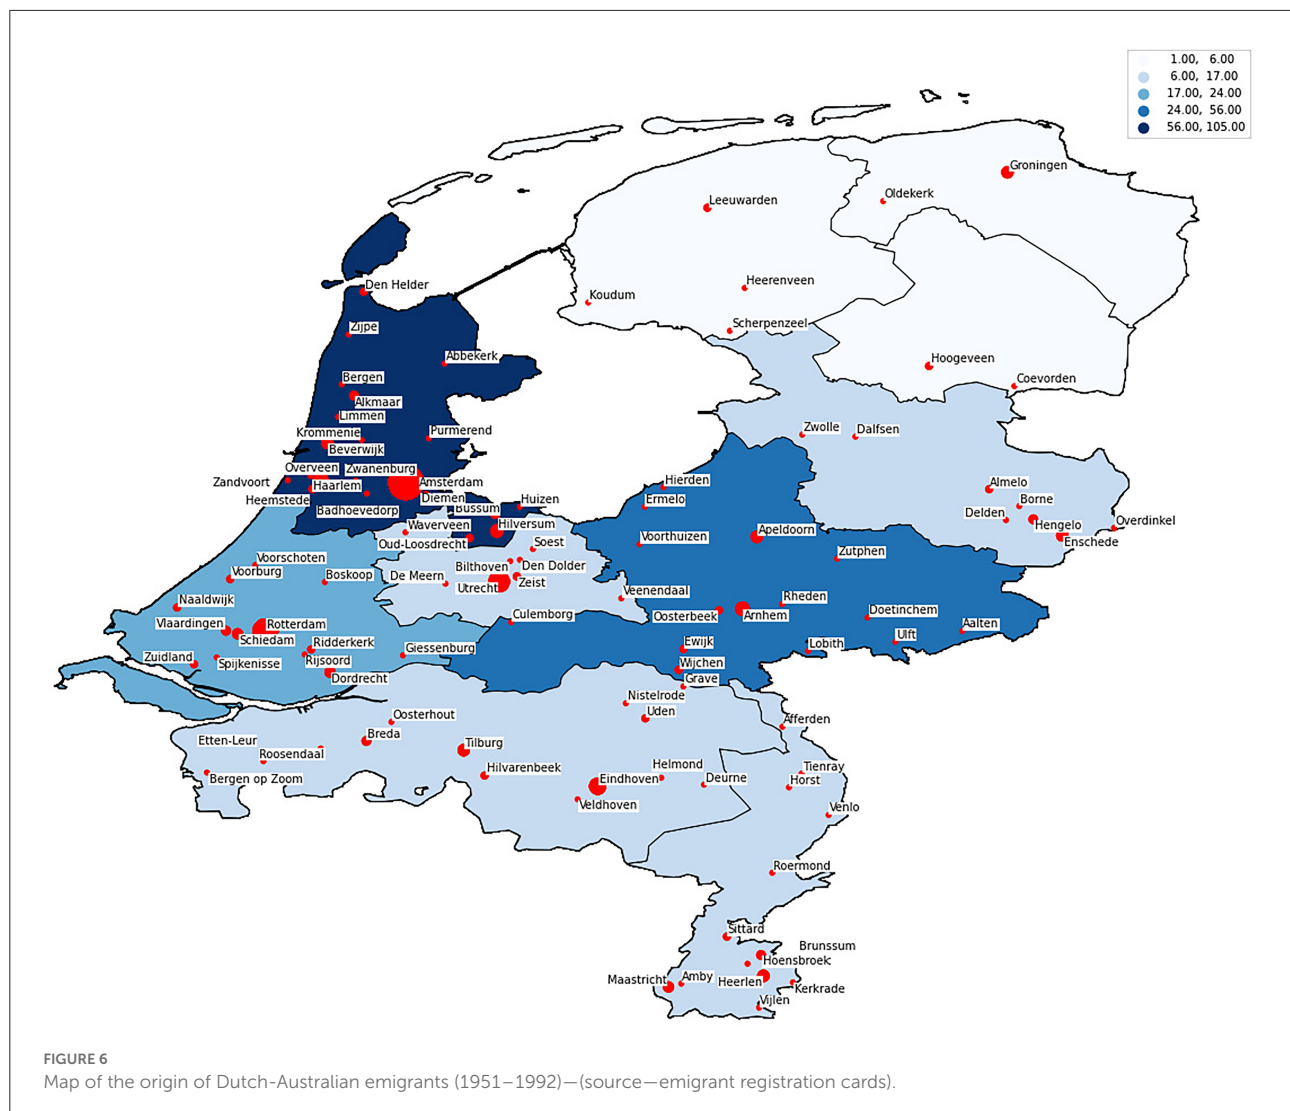 1.00, 6.00
6.00, 17.00
17.00, 24.00
24.00, 56.00
56.00, 105.00
Groningen
Oldekerk
Leeuwarden
Heerenveen
Koudum
Scherpenzeel
Hoogeveen
Coevorden
Den Helder
Zijpe
Abbekerk
Bergen
Alkmaar
Limmen
Krommenie
Purmerend
Beverwijk
Overveen
Zwanenburg
Zandvoort
Haarlem
Amsterdam
Heemstede
Diemen
Badhoevedorp
Bussum
Huizen
Waverveen
Hilversum
Oud-Loosdrecht
Soest
Zwolle
Dalfsen
Hierden
Ermelo
Almelo
Borne
Delden
Hengelo
Overdinkel
Enschede
Voorthuizen
Apeldoorn
Zutphen
Voorschoten
Voorburg
Boskoop
De Meern
Bilthoven
Den Dolder
Utrecht
Zeist
Veenendaal
Naaldwijk
Vlaardingen
Rotterdam
Schiedam
Culemborg
Oosterbeek
Arnhem
Rheden
Doetinchem
Aalten
Ulft
Lobith
Ridderkerk
Rijsoord
Giessenburg
Zuidland
Spijkenisse
Dordrecht
Ewijk
Wijchen
Grave
Nistelrode
Uden
Afferden
Oosterhout
Etten-Leur
Breda
Roosendaal
Bergen op Zoom
Tilburg
Hilvarenbeek
Eindhoven
Helmond
Deurne
Veldhoven
Tienray
Horst
Venlo
Roermond
Sittard
Brunssum
Hoensbroek
Maastricht
Amby
Heerlen
Kerkrade
Vijlen
FIGURE 6
Map of the origin of Dutch-Australian emigrants (1951–1992)—(source—emigrant registration cards).